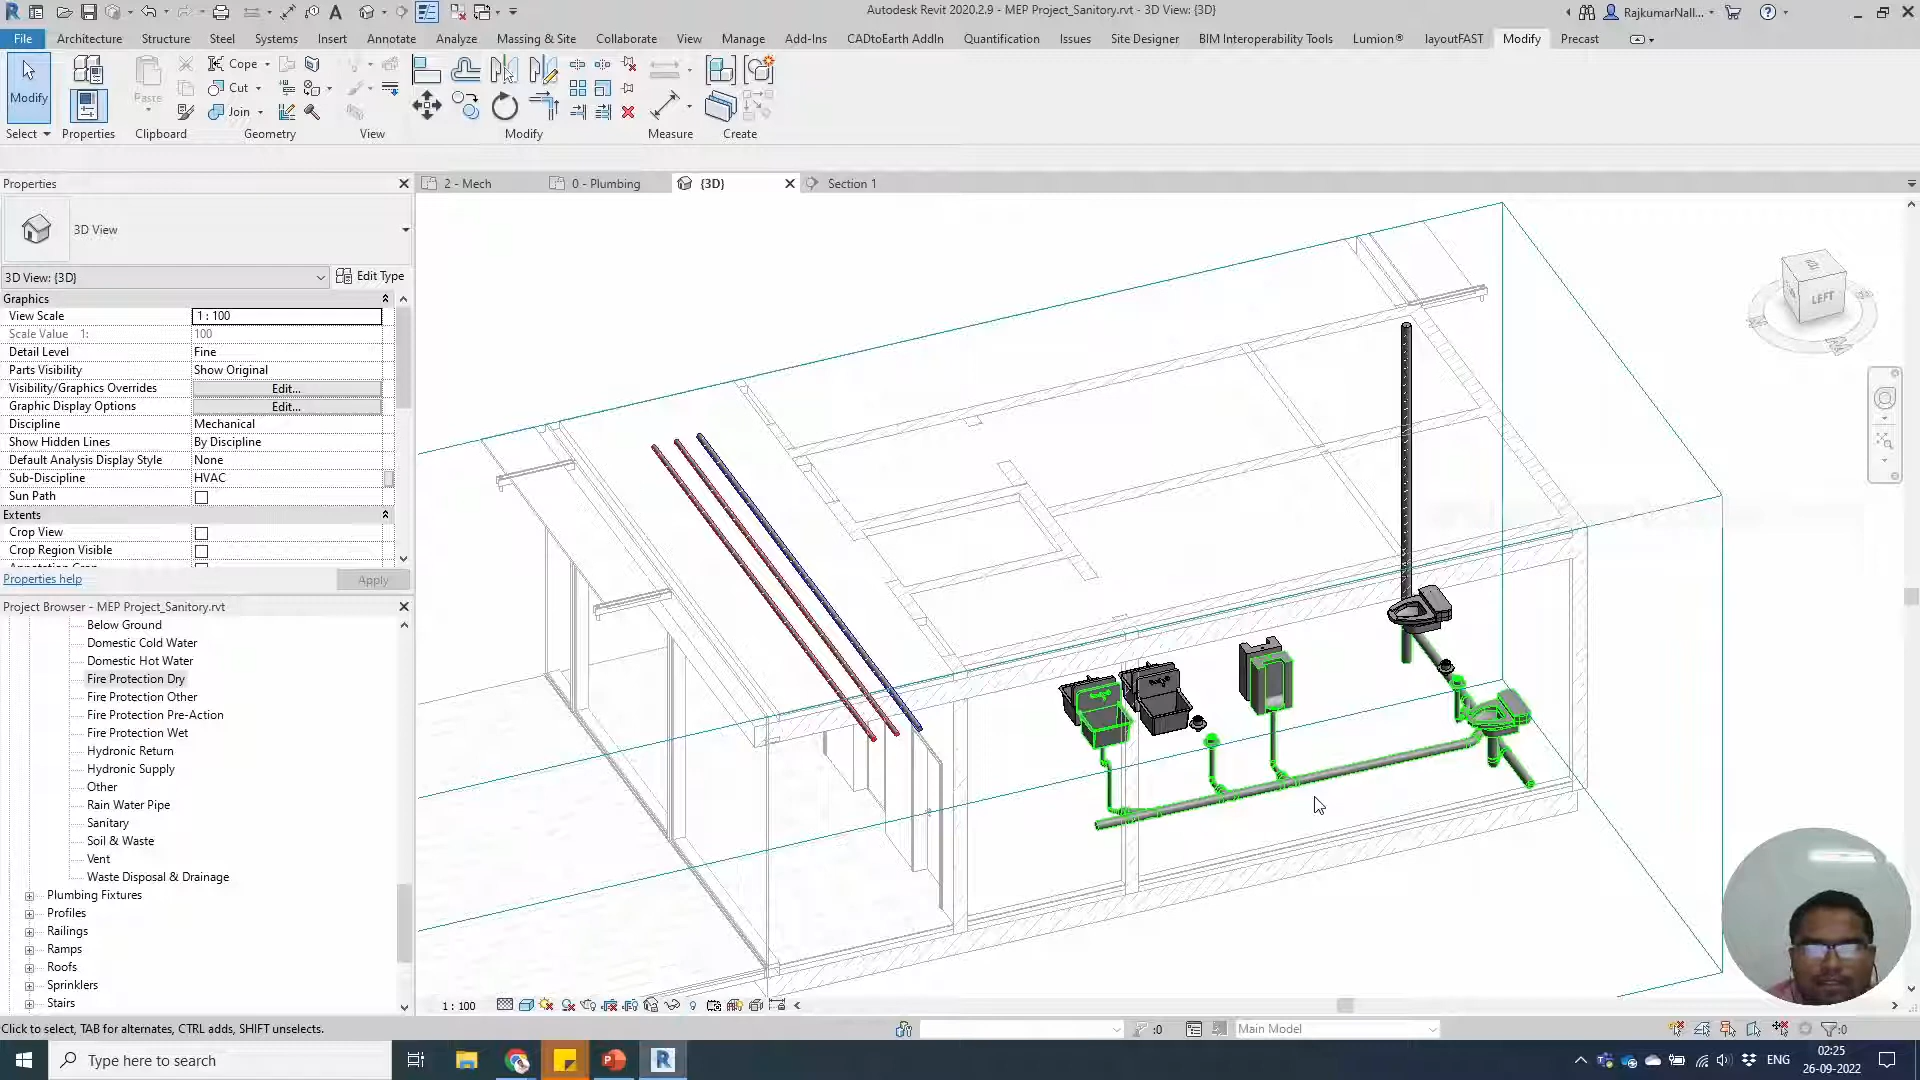 Autodesk Revit 2020.2.9 - MEP Project_Sanitory.rvt - 3D View: {3D}
RajkumarNall...
File Architecture Structure Steel Systems Insert Annotate Analyze Massing & Site Collaborate View Manage Add-Ins CADtoEarth AddIn Quantification Issues Site Designer BIM Interoperability Tools Lumion® layoutFAST Modify Precast
Modify
Paste
Cope
Cut
Join
Select Properties Clipboard Geometry View Modify Measure Create
Properties
2 - Mech
0 - Plumbing
{3D}
Section 1
3D View
3D View: {3D}
Edit Type
Graphics
View Scale 1 : 100
Scale Value 1: 100
Detail Level Fine
Parts Visibility Show Original
Visibility/Graphics Overrides Edit...
Graphic Display Options Edit...
Discipline Mechanical
Show Hidden Lines By Discipline
Default Analysis Display Style None
Sub-Discipline HVAC
Sun Path
Extents
Crop View
Crop Region Visible
Properties help
Apply
Project Browser - MEP Project_Sanitory.rvt
Below Ground
Domestic Cold Water
Domestic Hot Water
Fire Protection Dry
Fire Protection Other
Fire Protection Pre-Action
Fire Protection Wet
Hydronic Return
Hydronic Supply
Other
Rain Water Pipe
Sanitary
Soil & Waste
Vent
Waste Disposal & Drainage
Plumbing Fixtures
Profiles
Railings
Ramps
Roofs
Sprinklers
Stairs
LEFT
1 : 100
Click to select, TAB for alternates, CTRL adds, SHIFT unselects.
:0
Main Model
:0
Type here to search
ENG
02:25
26-09-2022